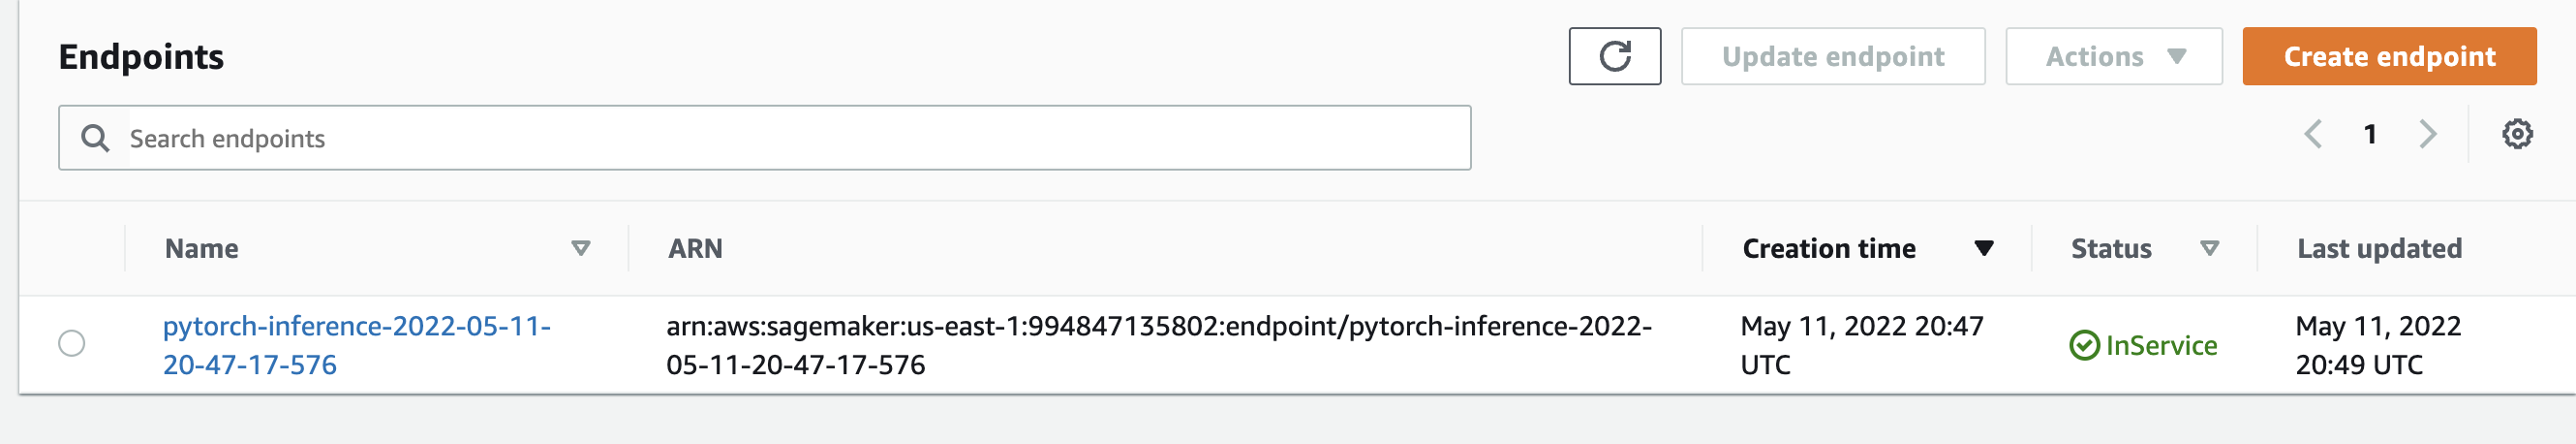 Endpoints
Update endpoint
Actions
Create endpoint
Search endpoints
1
Name
ARN
Creation time
Status
Last updated
pytorch-inference-2022-05-11-
20-47-17-576
arn:aws:sagemaker:us-east-1:994847135802:endpoint/pytorch-inference-2022-
05-11-20-47-17-576
May 11, 2022 20:47
UTC
InService
May 11, 2022
20:49 UTC